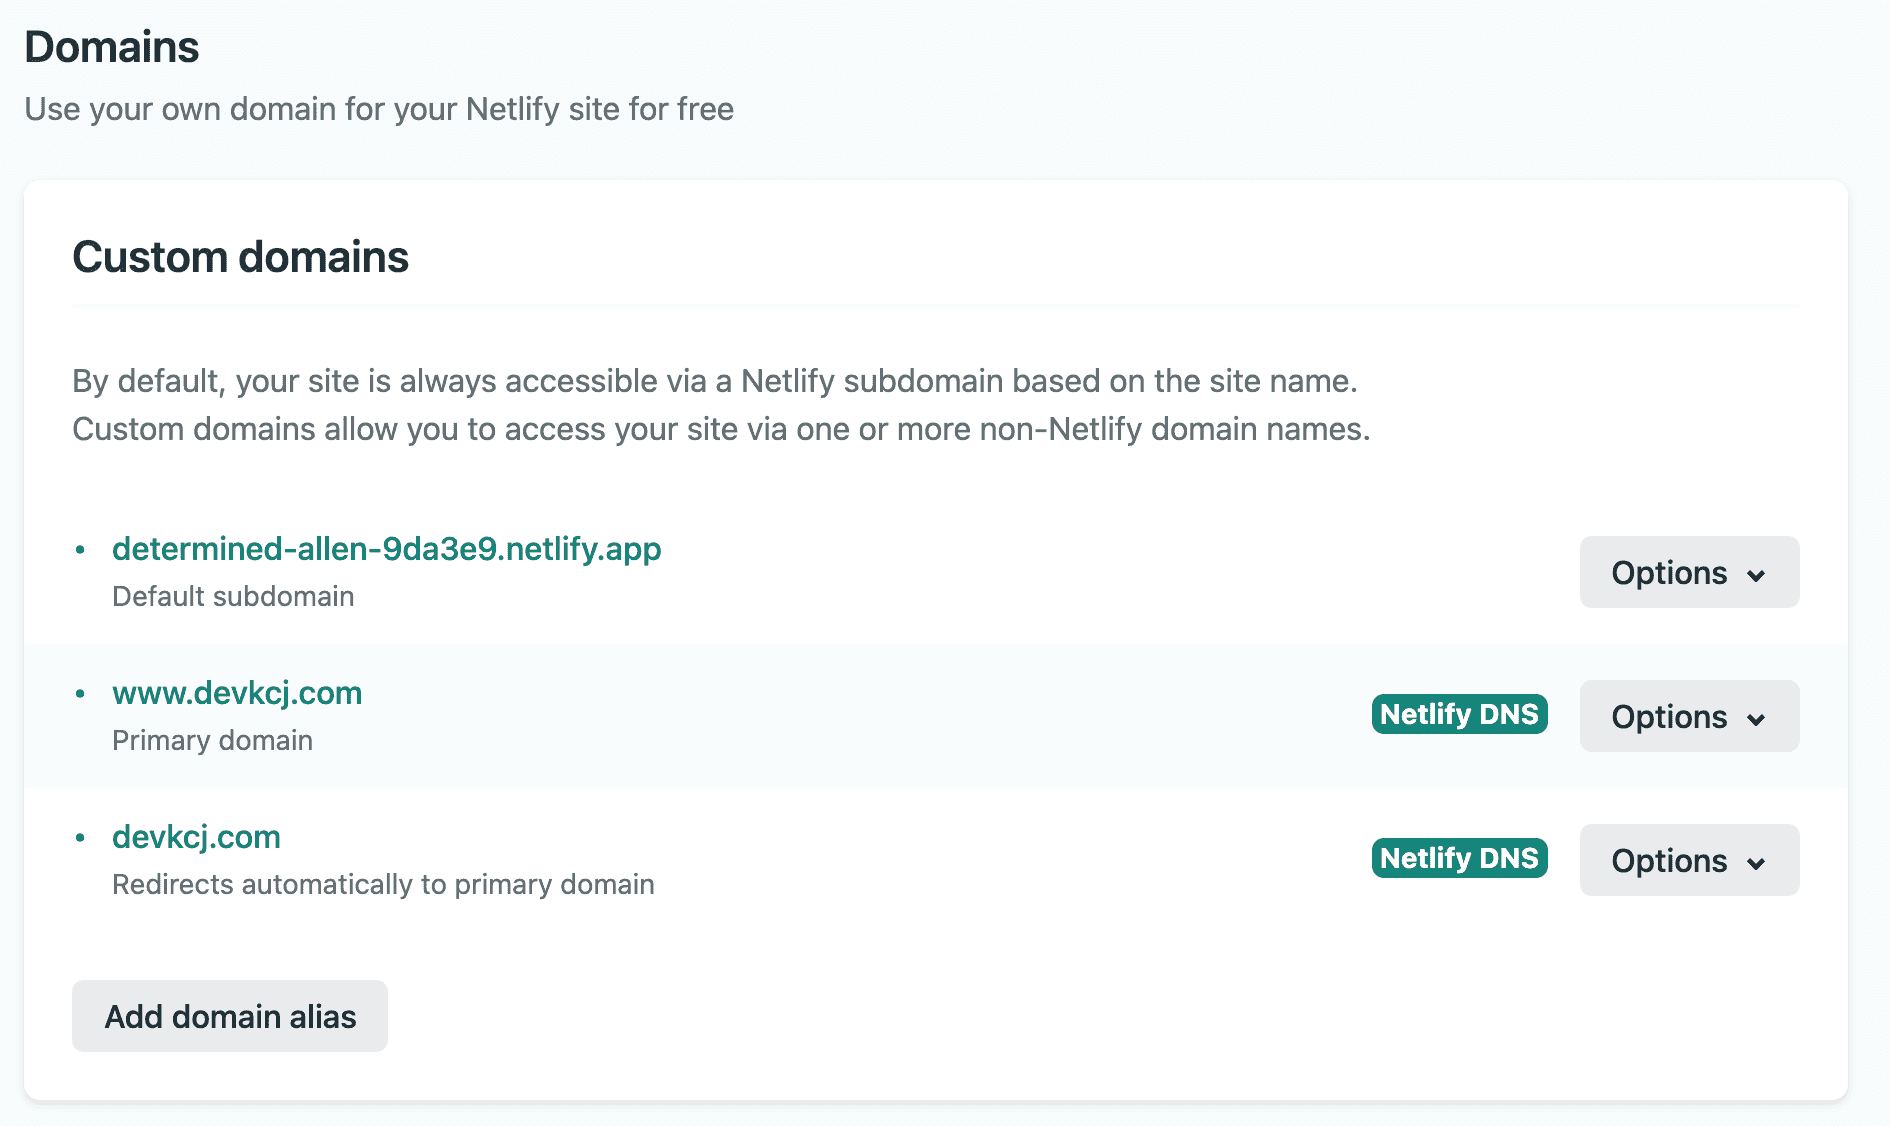 Domains
Use your own domain for your Netlify site for free
Custom domains
By default, your site is always accessible via a Netlify subdomain based on the site name.
Custom domains allow you to access your site via one or more non-Netlify domain names.
determined-allen-9da3e9.netlify.app
Default subdomain
Options
www.devkcj.com
Primary domain
Netlify DNS
Options
devkcj.com
Redirects automatically to primary domain
Netlify DNS
Options
Add domain alias